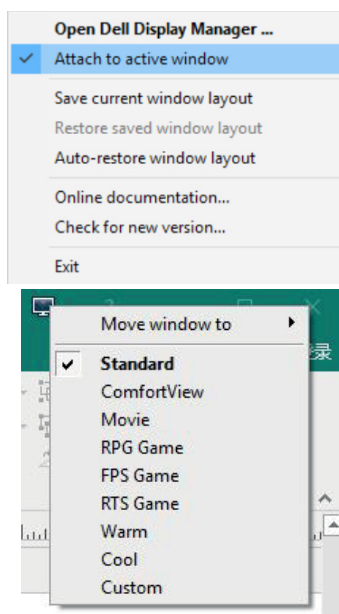 Open Dell Display Manager ...
Attach to active window
Save current window layout
Restore saved window layout
Auto-restore window layout
Online documentation...
Check for new version...
Exit
Move window to
录
Standard
ComfortView
Movie
RPG Game
FPS Game
RTS Game
Warm
Cool
Custom